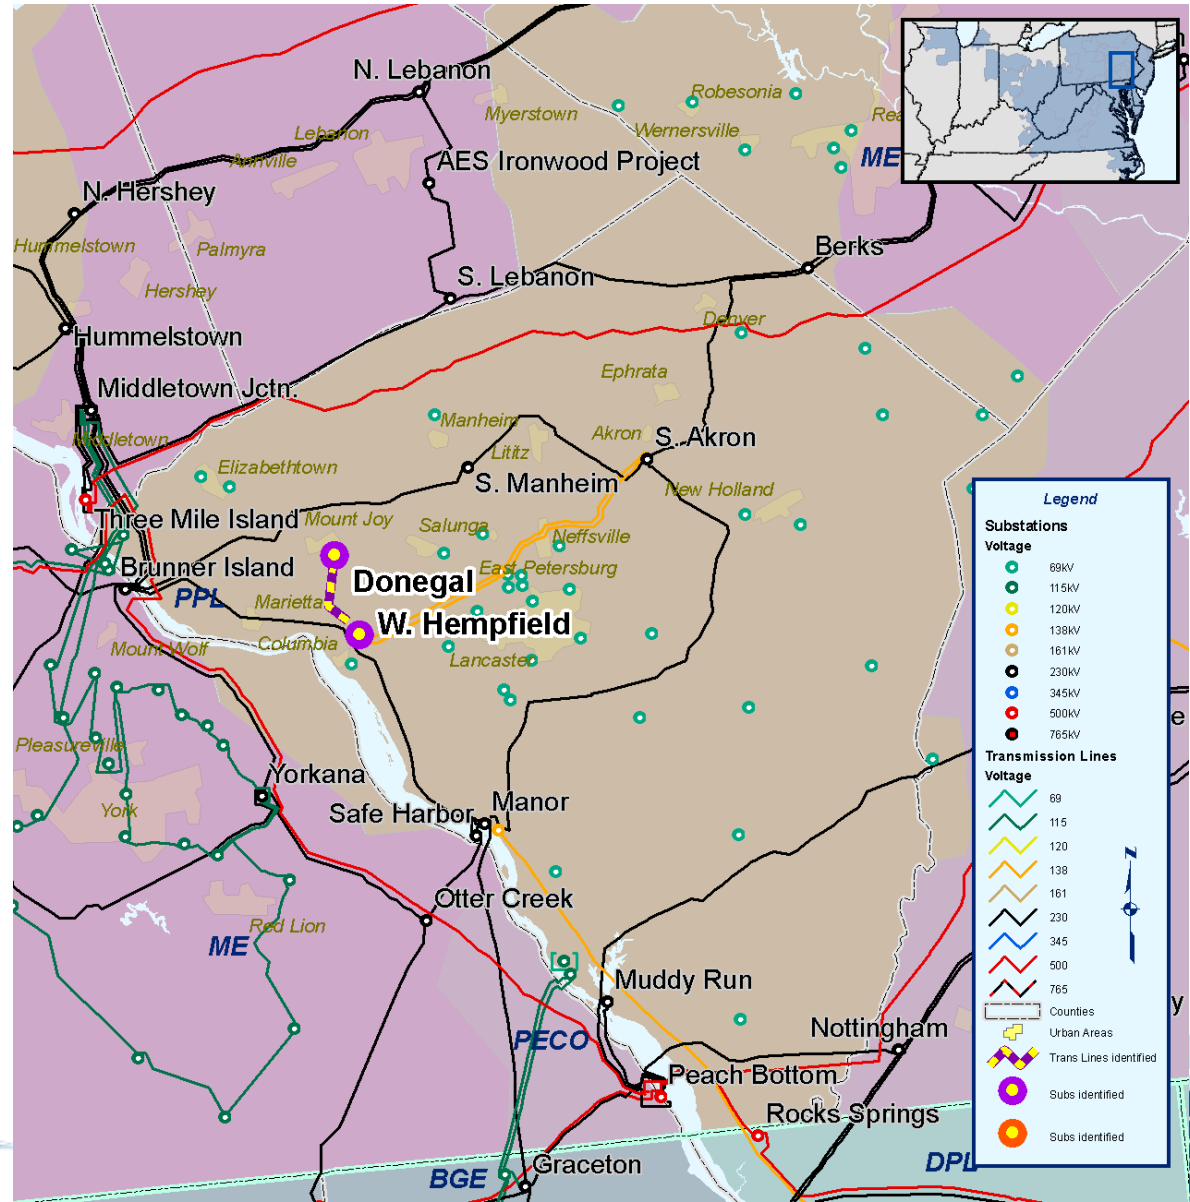 N. Lebanon
Robesonia
Myerstown
Lebanon
Wernersville
Annville
AES Ironwood Project
ME
N. Hershey
Hummelstown
Palmyra
Berks
S. Lebanon
Hershey
Denver
Hummelstown
Ephrata
Middletown Jctn.
Manheim
Middletown
Akron
S. Akron
Lititz
Elizabethtown
S. Manheim
New Holland
Three Mile Island
Mount Joy
Salunga
Neffsville
Brunner Island
East Petersburg
Donegal
PPL
Marietta
W. Hempfield
Mount Wolf
Columbia
Lancaster
Pleasureville
Yorkana
York
Safe Harbor
Manor
Otter Creek
Red Lion
ME
Muddy Run
PECO
Nottingham
Peach Bottom
Rocks Springs
BGE
Graceton
DPL
Legend
Substations
Voltage
69kV
115kV
120kV
138kV
161kV
230kV
345kV
500kV
765kV
Transmission Lines
Voltage
69
115
120
138
161
230
345
500
765
Counties
Urban Areas
Trans Lines identified
Subs identified
Subs identified
N